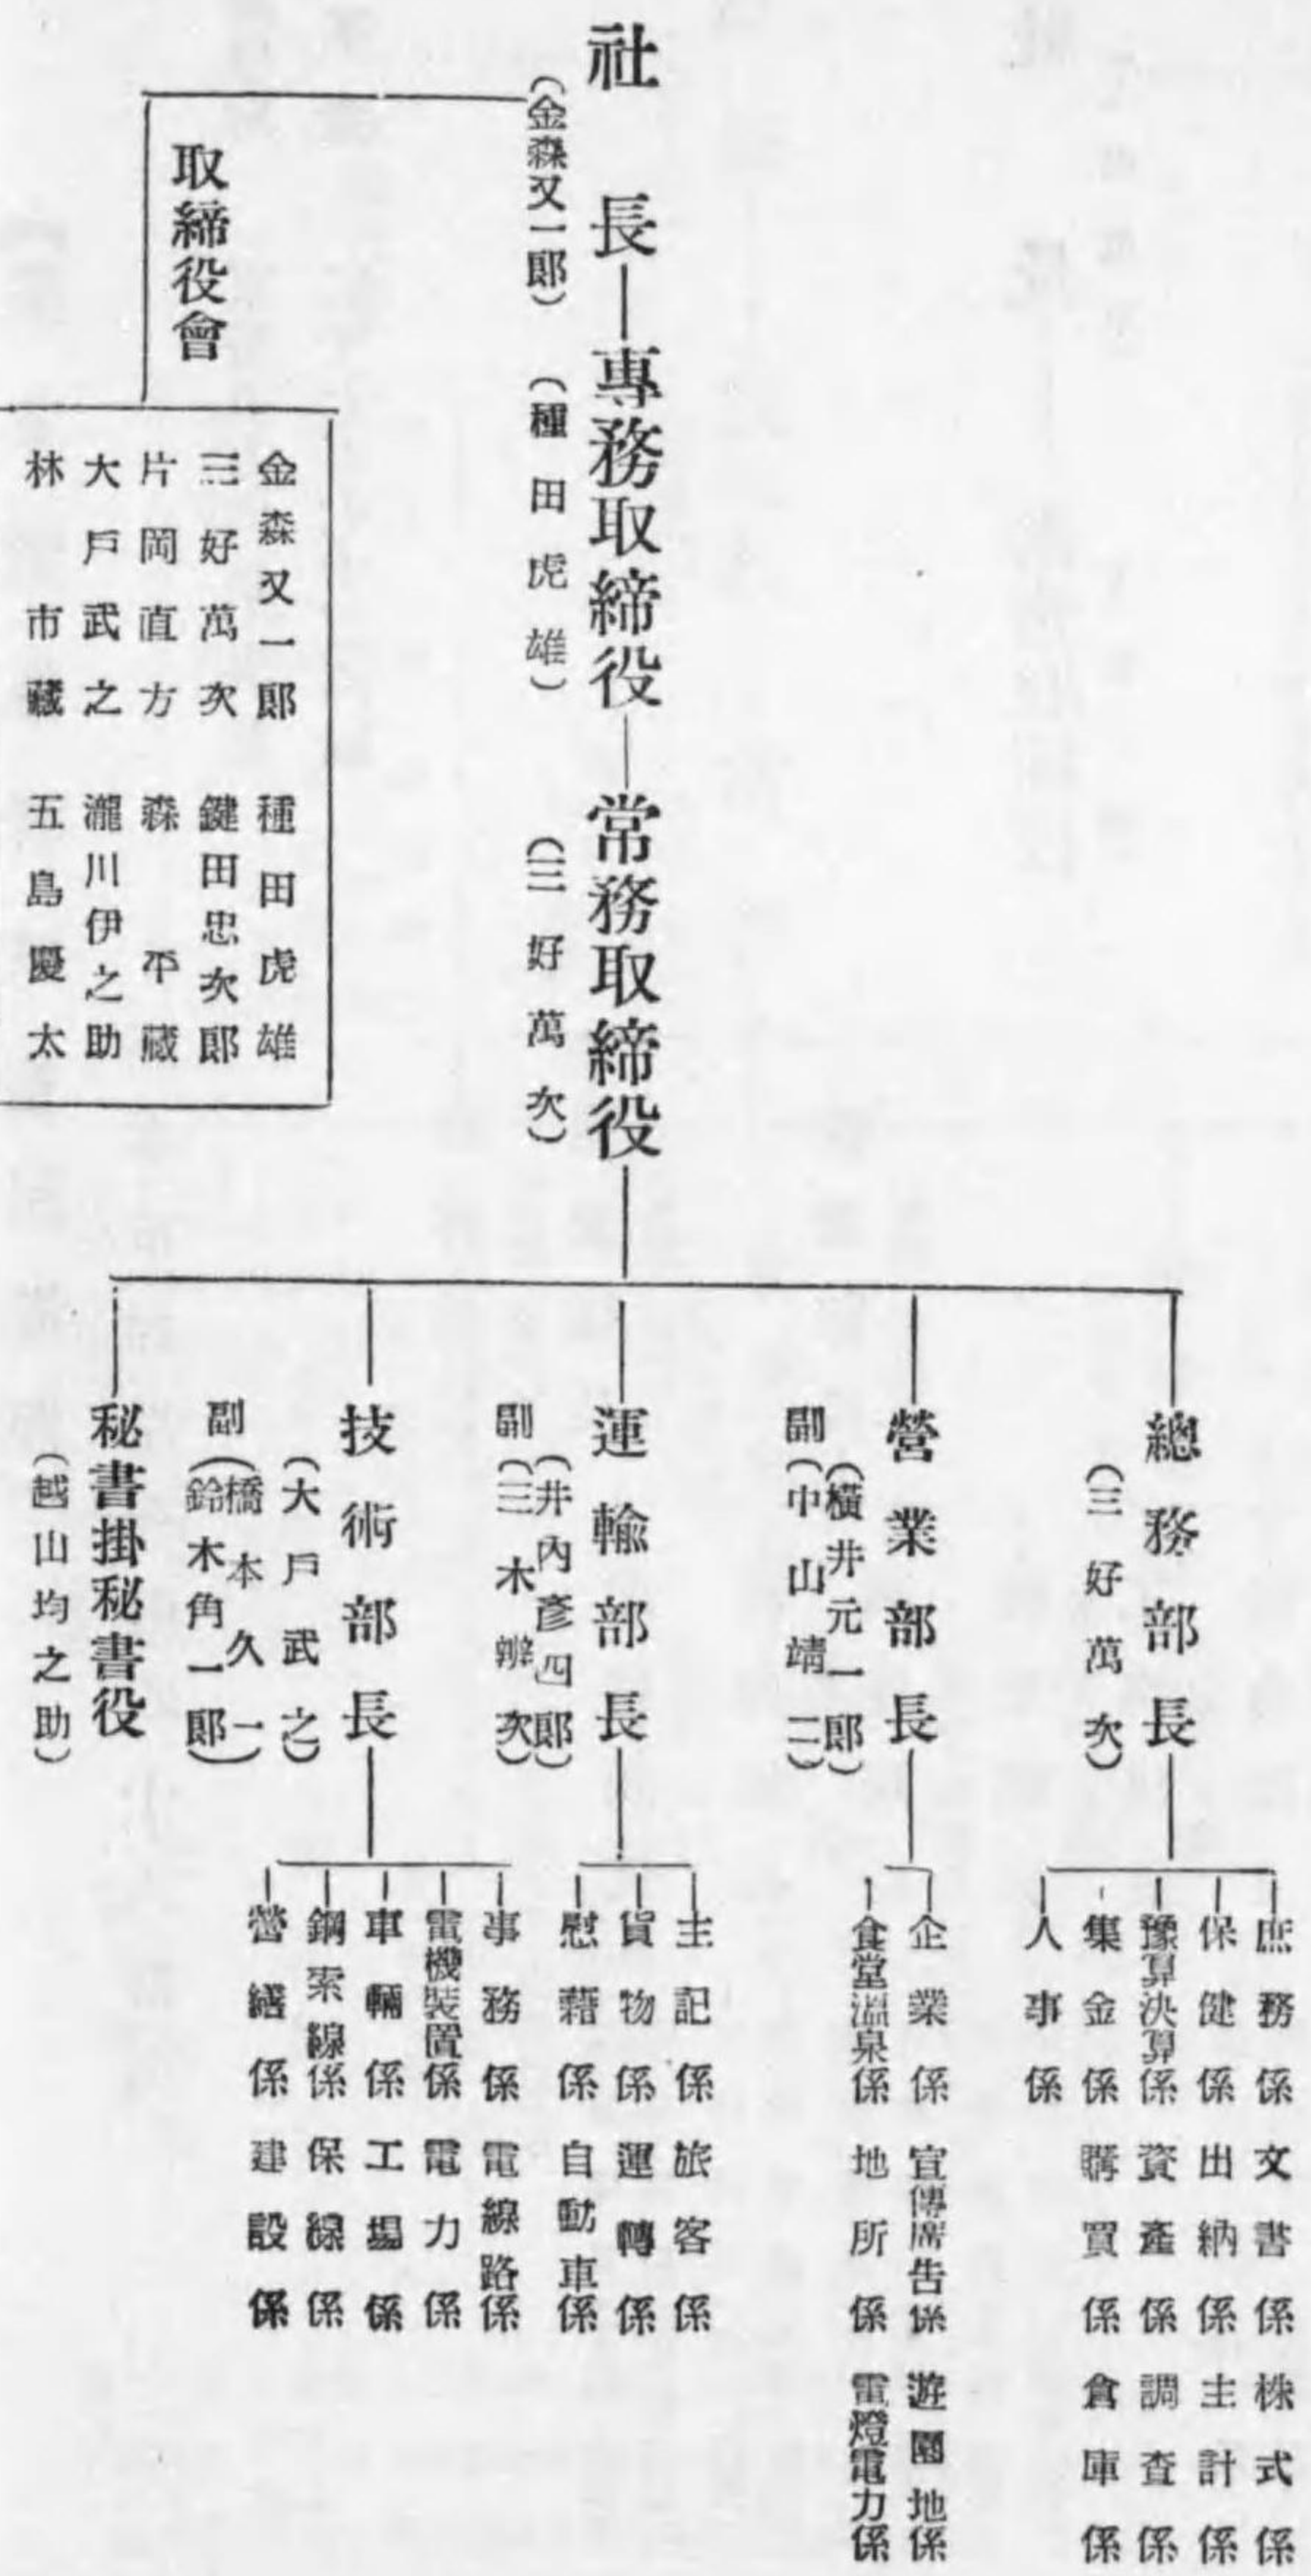 社長
(金森又一郎)
專務取締役
(種田虎雄)
常務取締役
(三好萬次)
取締役會
金森又一郎 種田虎雄
三好萬次 鍵田忠次郎
片岡直方 森平藏
大戶武之 瀧川伊之助
林市藏 五島慶太
總務部長
(三好萬次)
庶務係 文書係 株式係
保健係 出納係 主計係
豫算決算係 資產係 調查係
集金係 購買係 倉庫係
人事係
營業部長
(橫井元一郎)
副(中山靖二)
企業係 宣傳廣告係 遊園地係
食堂溫泉係 地所係 電燈電力係
運輸部長
(井內彥四郎)
副(三木辦次)
主記係 旅客係
貨物係 運轉係
慰藉係 自動車係
技術部長
(大戶武之)
副(橋本久一)
(鈴木角一郎)
事務係 電線路係
電機裝置係 電力係
車輛係 工場係
鋼索線係 保線係
營繕係 建設係
秘書掛秘書役
(越山均之助)